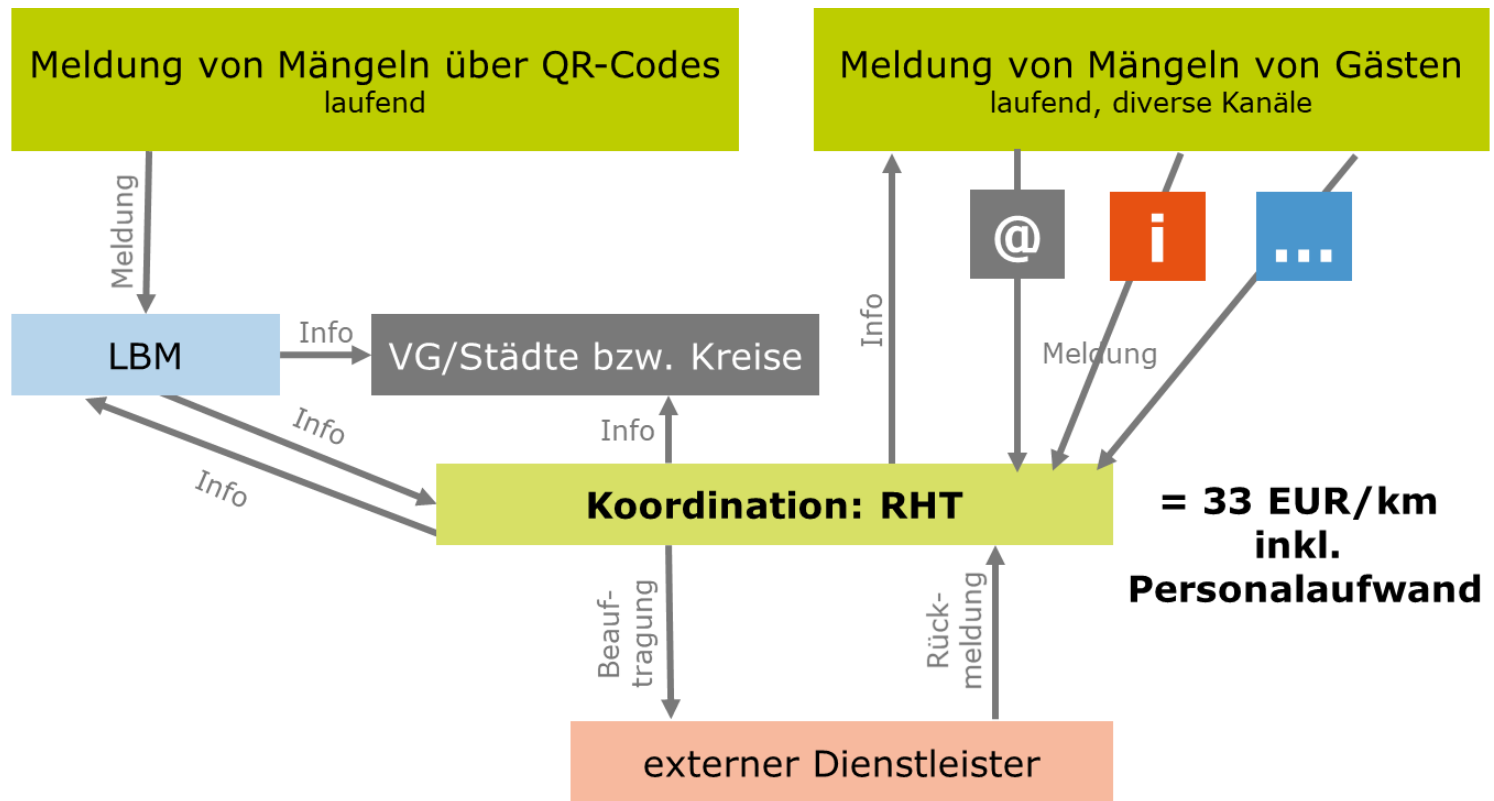 Meldung von Mängeln über QR-Codes
laufend
Meldung von Mängeln von Gästen
laufend, diverse Kanäle
Meldung
@
i
...
Info
Meldung
LBM
Info
VG/Städte bzw. Kreise
Info
Info
Info
Koordination: RHT
= 33 EUR/km
inkl.
Personalaufwand
Beauf-
tragung
Rück-
meldung
externer Dienstleister